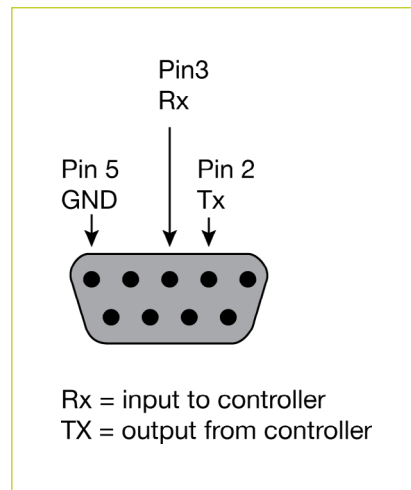 Pin3
Rx
Pin 5
GND
Pin 2
Tx
Rx = input to controller
TX = output from controller